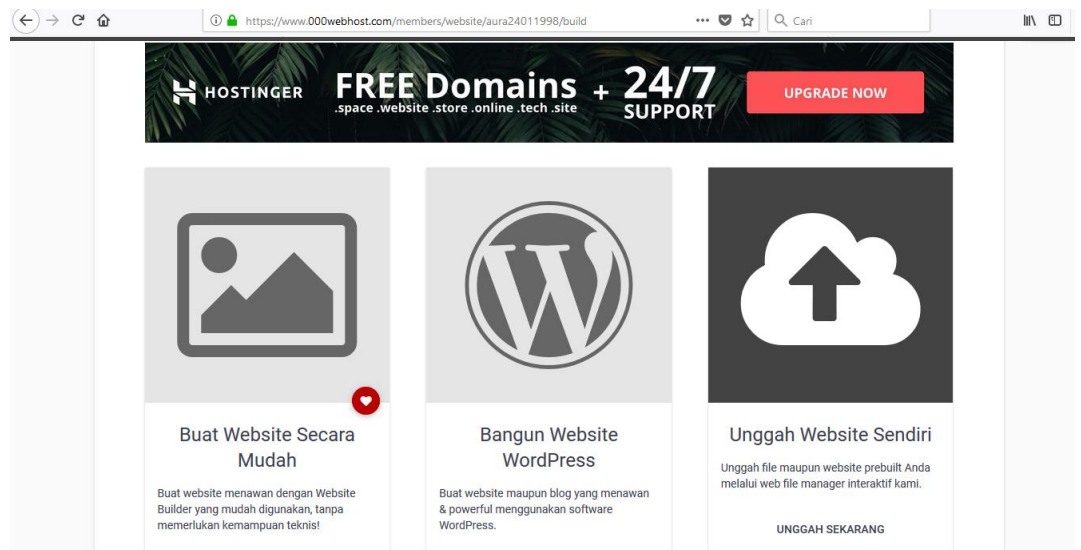 https://www.000webhost.com/members/website/aura24011998/build
Cari
HOSTINGER
FREE Domains
.space .website .store .online .tech .site
+
24/7
SUPPORT
UPGRADE NOW
Buat Website Secara
Mudah
Buat website menawan dengan Website
Builder yang mudah digunakan, tanpa
memerlukan kemampuan teknis!
Bangun Website
WordPress
Buat website maupun blog yang menawan
& powerful menggunakan software
WordPress.
Unggah Website Sendiri
Unggah file maupun website prebuilt Anda
melalui web file manager interaktif kami.
UNGGAH SEKARANG